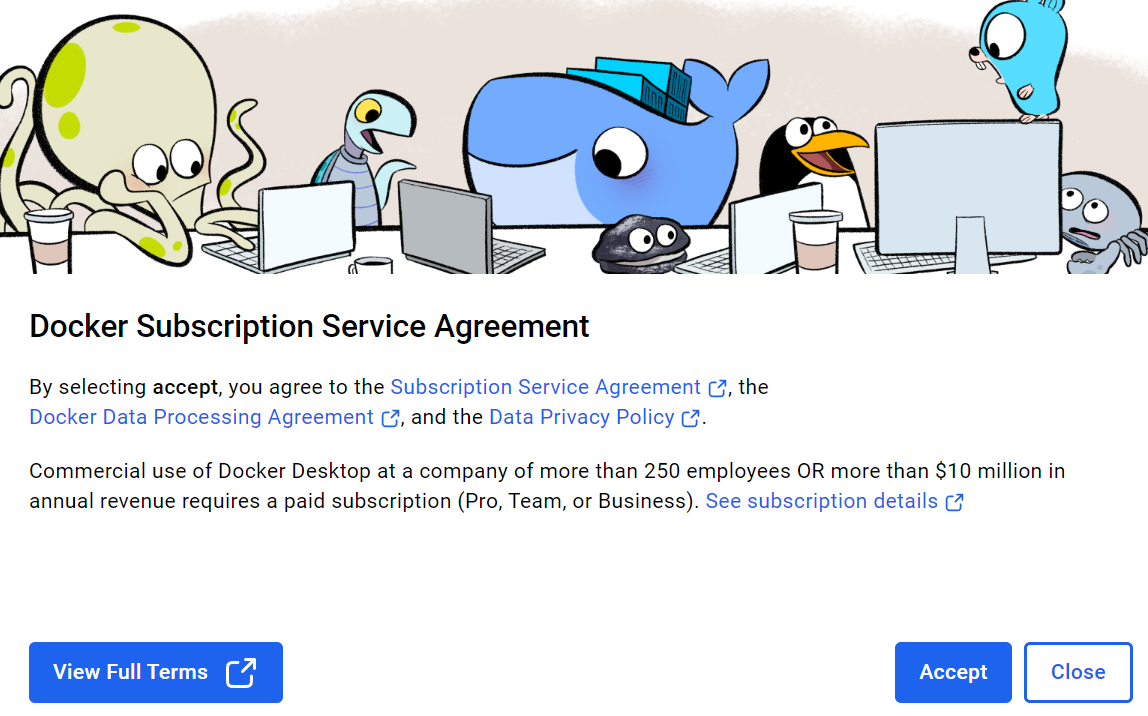 Docker Subscription Service Agreement
By selecting accept, you agree to the Subscription Service Agreement, the
Docker Data Processing Agreement, and the Data Privacy Policy.
Commercial use of Docker Desktop at a company of more than 250 employees OR more than $10 million in
annual revenue requires a paid subscription (Pro, Team, or Business). See subscription details
View Full Terms
Accept
Close